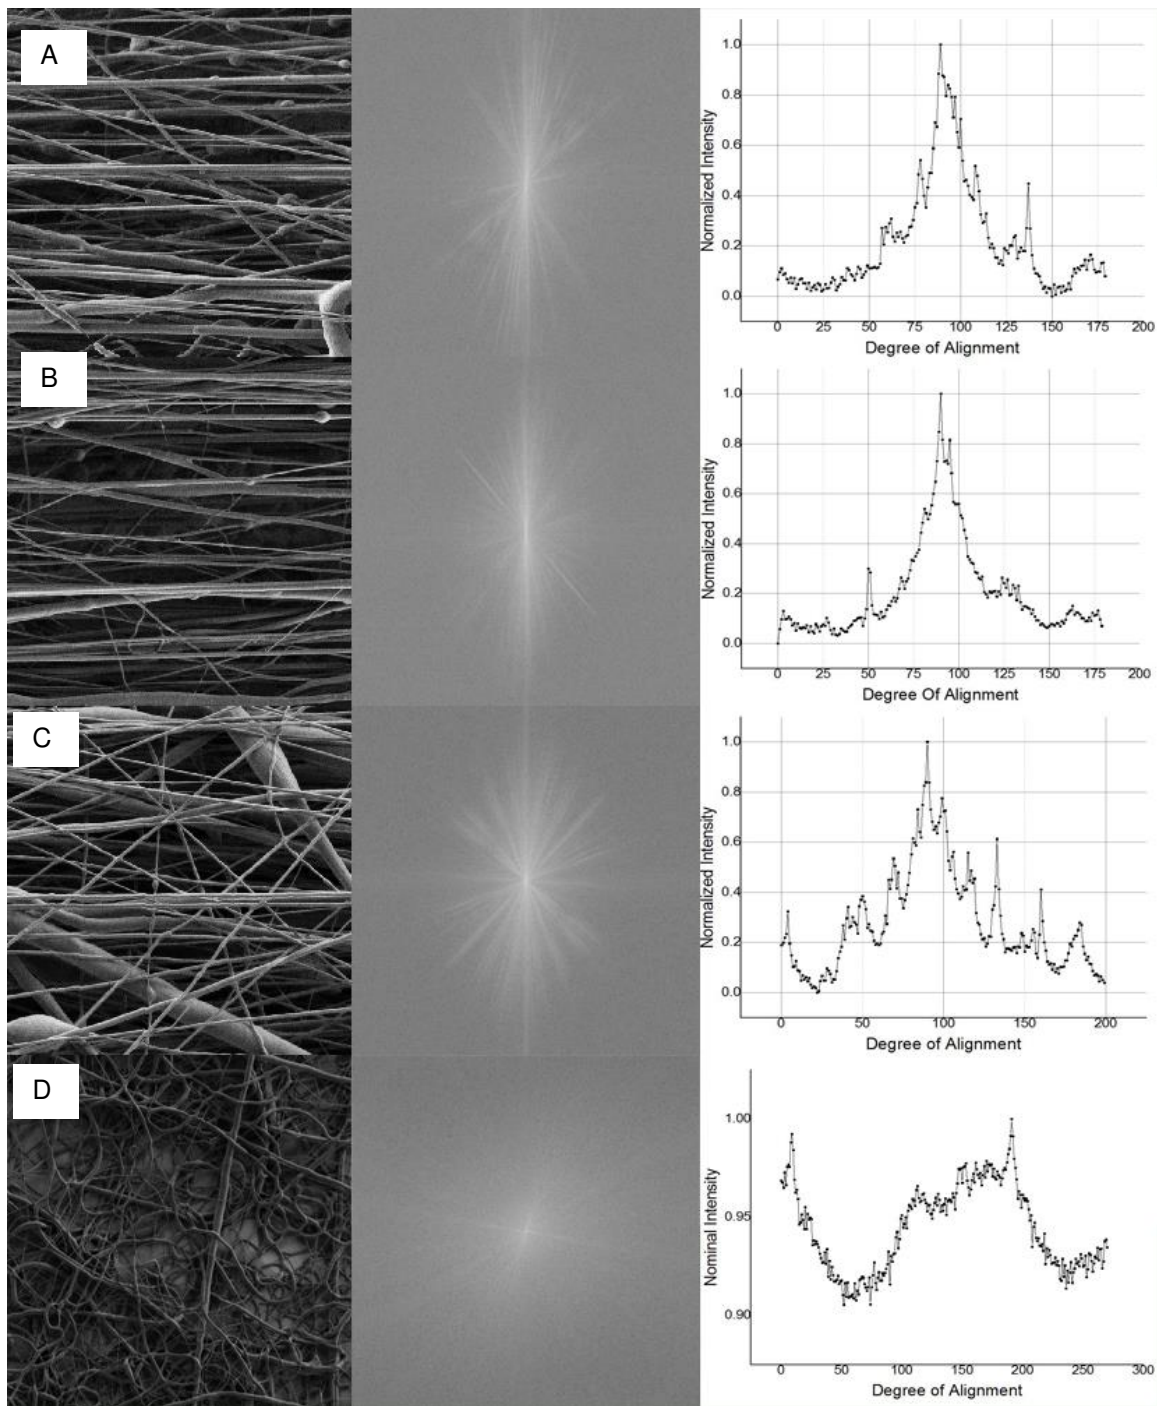 A
Normalized Intensity
1.0
0.8
0.6
0.4
0.2
0.0
0 25 50 75 100 125 150 175 200
Degree of Alignment
B
Normalized Intensity
1.0
0.8
0.6
0.4
0.2
0.0
0 25 50 75 100 125 150 175 200
Degree Of Alignment
C
Normalized Intensity
1.0
0.8
0.6
0.4
0.2
0.0
0 50 100 150 200
Degree of Alignment
D
Nominal Intensity
1.00
0.95
0.90
0 50 100 150 200 250 300
Degree of Alignment